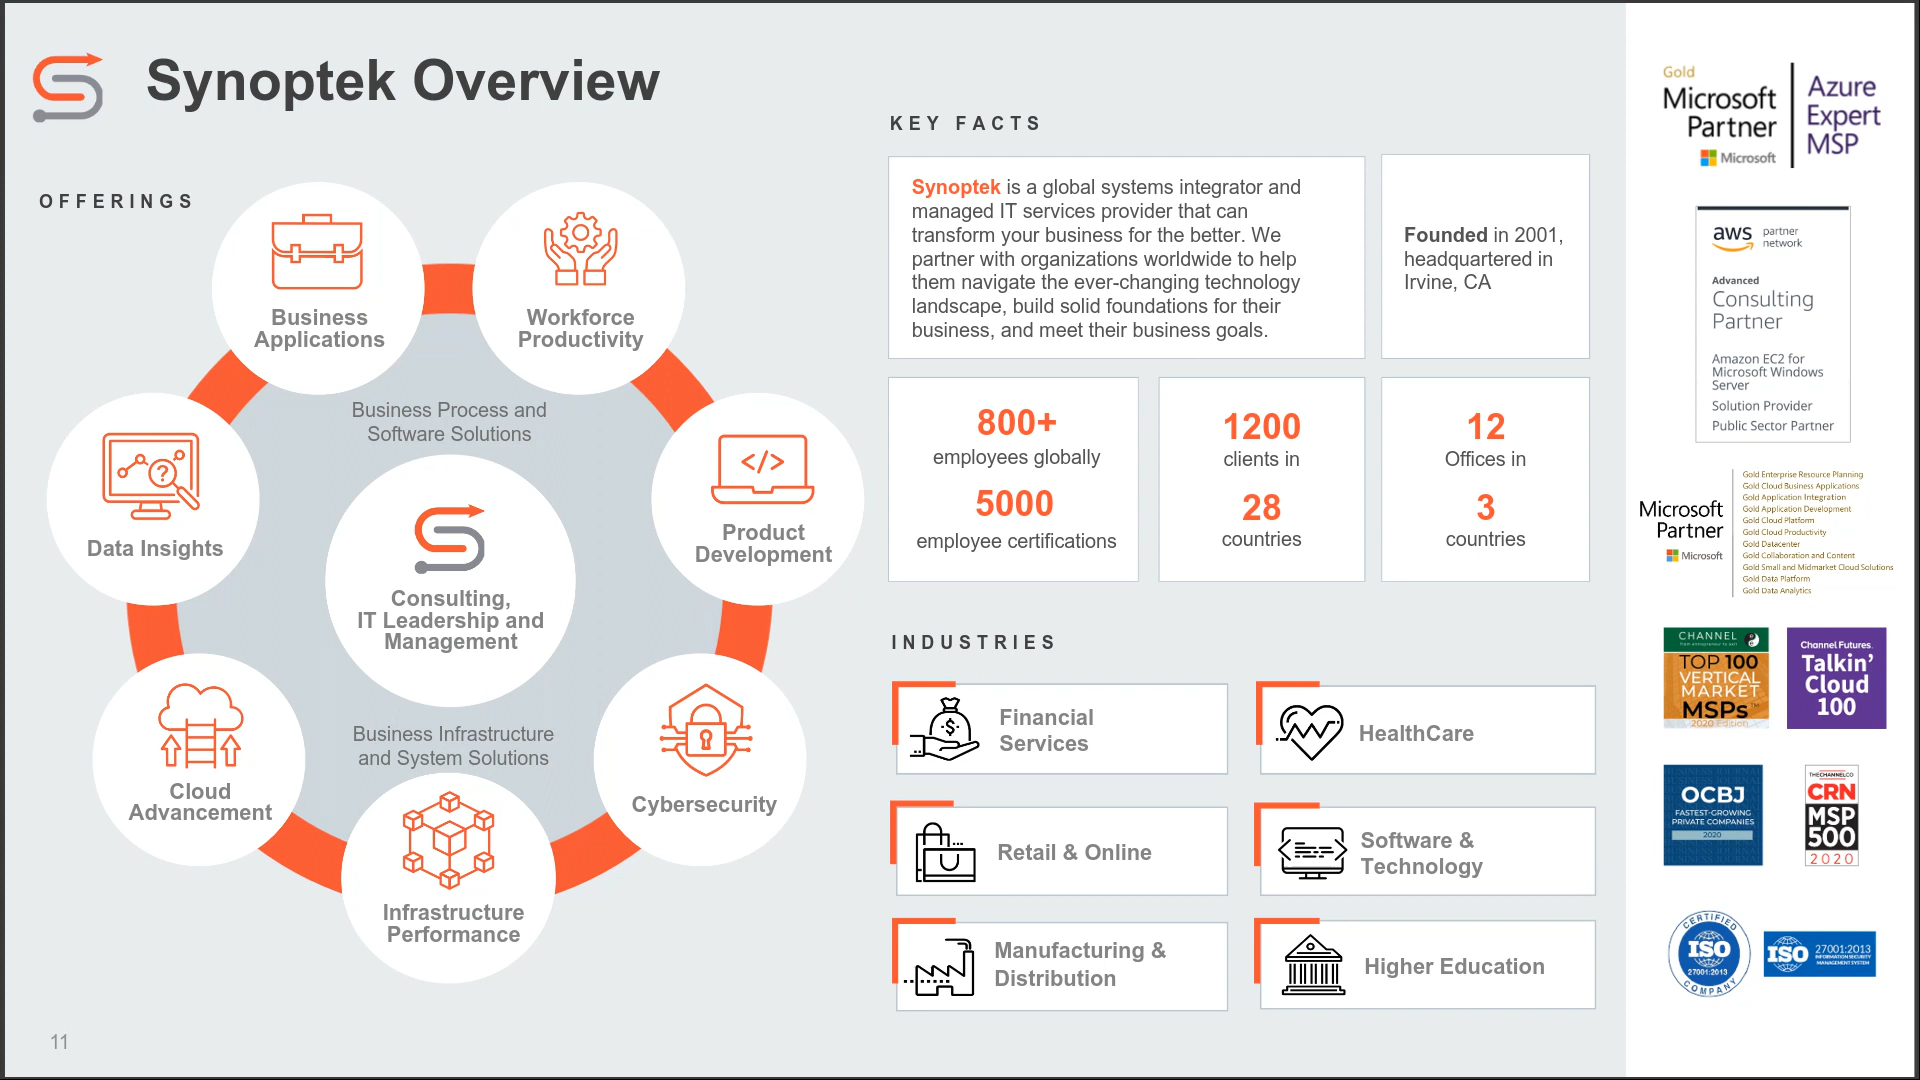 Synoptek Overview
OFFERINGS
Business
Applications
Workforce
Productivity
Data Insights
Business Process and
Software Solutions
Product
Development
Consulting,
IT Leadership and
Management
Cloud
Advancement
Business Infrastructure
and System Solutions
Cybersecurity
Infrastructure
Performance
11
KEY FACTS
Synoptek is a global systems integrator and
managed IT services provider that can
transform your business for the better. We
partner with organizations worldwide to help
them navigate the ever-changing technology
landscape, build solid foundations for their
business, and meet their business goals.
Founded in 2001,
headquartered in
Irvine, CA
800+
employees globally
5000
employee certifications
1200
clients in
28
countries
12
Offices in
3
countries
INDUSTRIES
Financial
Services
HealthCare
Retail & Online
Software &
Technology
Manufacturing &
Distribution
Higher Education
Gold
Microsoft
Partner
Microsoft
Azure
Expert
MSP
aws partner
network
Advanced
Consulting
Partner
Amazon EC2 for
Microsoft Windows
Server
Solution Provider
Public Sector Partner
Microsoft
Partner
Microsoft
Gold Enterprise Resource Planning
Gold Cloud Business Applications
Gold Application Integration
Gold Application Development
Gold Cloud Platform
Gold Cloud Productivity
Gold Datacenter
Gold Collaboration and Content
Gold Small and Midmarket Cloud Solutions
Gold Data Platform
Gold Data Analytics
CHANNEL
TOP 100
VERTICAL
MARKET
MSPs™
2020 Edition
Channel Futures.
Talkin'
Cloud
100
OCBJ
FASTEST-GROWING
PRIVATE COMPANIES
2020
THECHANNELCO
CRN
MSP
500
2020
CERTIFIED
ISO
27001:2013
COMPANY
ISO
27001:2013
INFORMATION SECURITY
MANAGEMENT SYSTEM